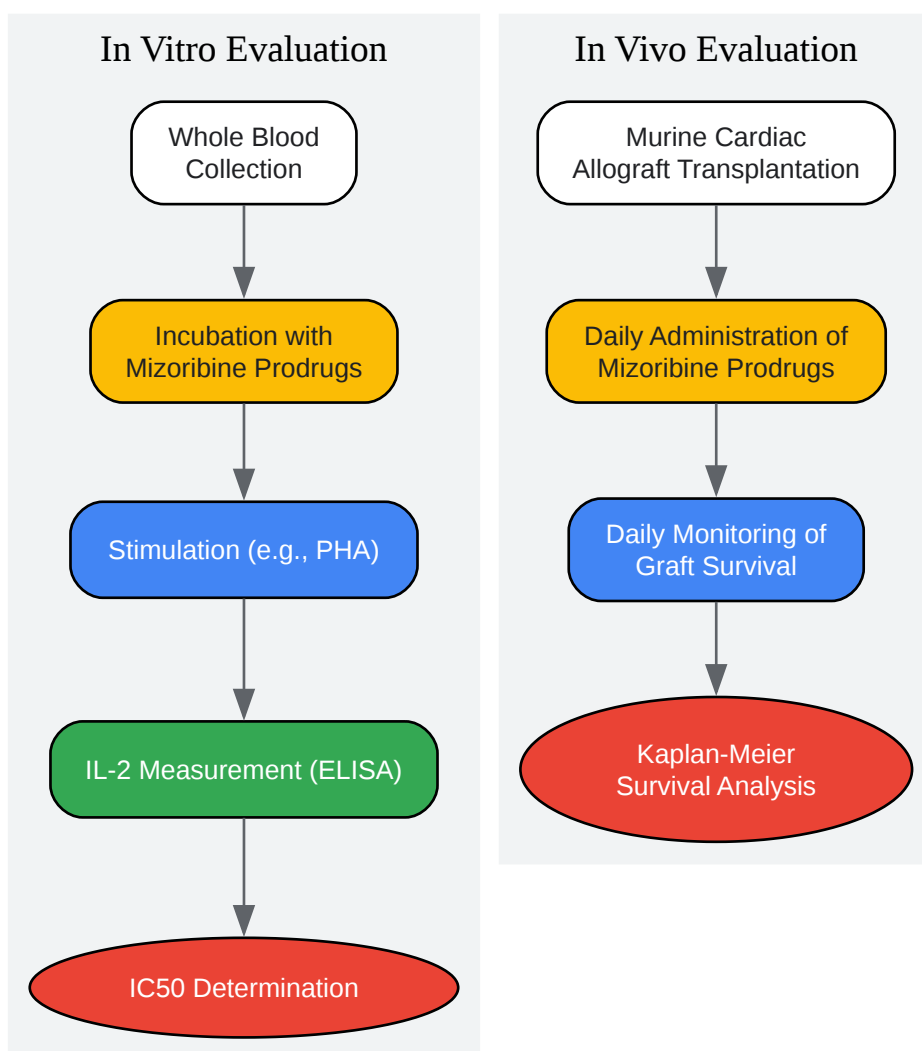 In Vitro Evaluation
Whole Blood
Collection
Incubation with
Mizoribine Prodrugs
Stimulation (e.g., PHA)
IL-2 Measurement (ELISA)
IC50 Determination
In Vivo Evaluation
Murine Cardiac
Allograft Transplantation
Daily Administration of
Mizoribine Prodrugs
Daily Monitoring of
Graft Survival
Kaplan-Meier
Survival Analysis